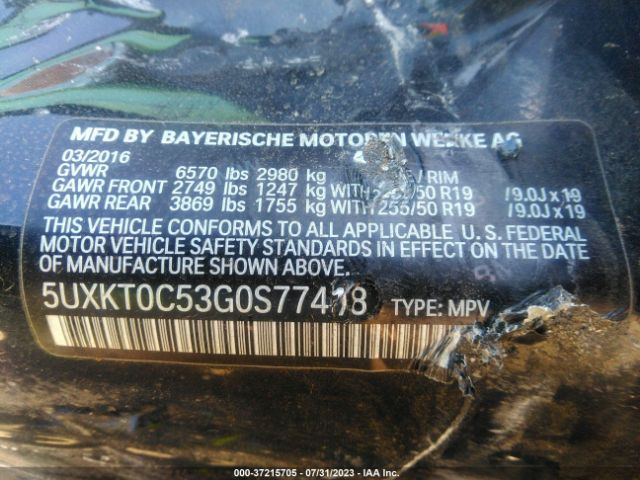 MFD BY BAYERISCHE MOTOREN WERKE AG
03/2016 / RIM
GVWR 6570 lbs 2980 kg
GAWR FRONT 2749 lbs 1247 kg WITH 255/50 R19 /9.0J x 19
GAWR REAR 3869 lbs 1755 kg WITH 255/50 R19 /9.0J x 19
THIS VEHICLE CONFORMS TO ALL APPLICABLE U.S. FEDERAL
MOTOR VEHICLE SAFETY STANDARDS IN EFFECT ON THE DATE
OF MANUFACTURE SHOWN ABOVE.
5UXKT0C53G0S77418 TYPE: MPV
000-37215705 - 07/31/2023 - IAA Inc.